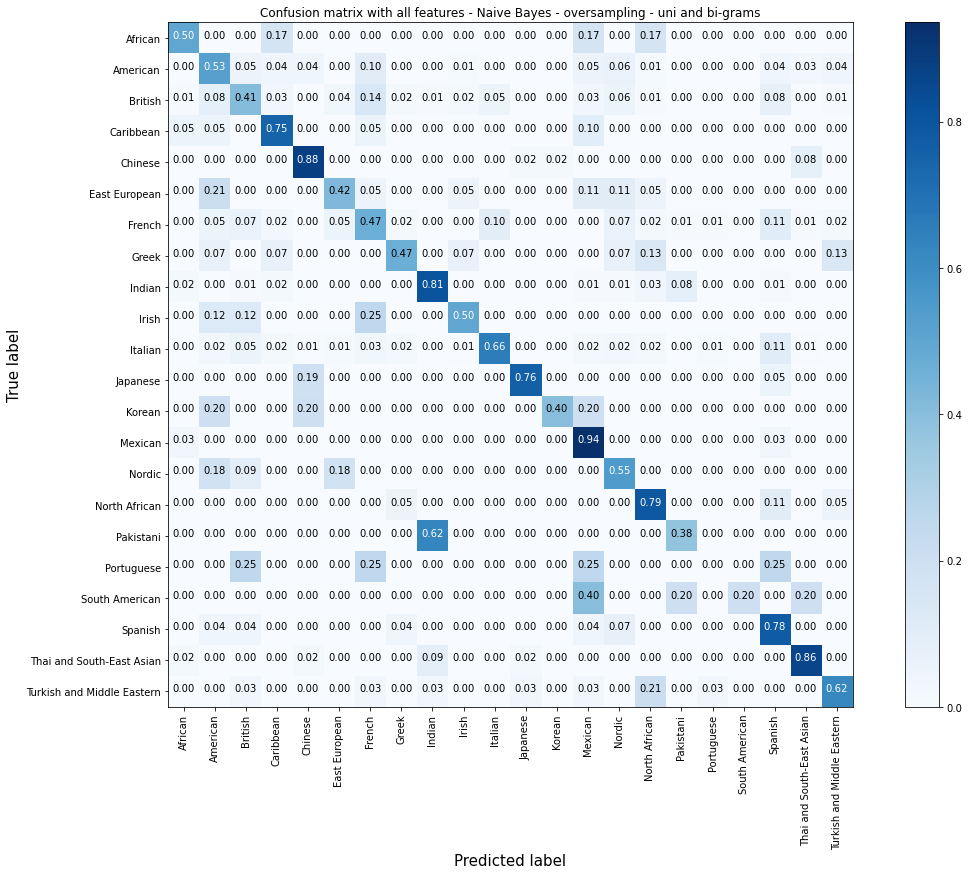 Confusion matrix with all features - Naive Bayes - oversampling - uni and bi-grams
African 0.50 0.00 0.00 0.17 0.00 0.00 0.00 0.00 0.00 0.00 0.00 0.00 0.00 0.17 0.00 0.17 0.00 0.00 0.00 0.00 0.00 0.00
American 0.00 0.53 0.05 0.04 0.04 0.00 0.10 0.00 0.00 0.01 0.00 0.00 0.00 0.05 0.06 0.01 0.00 0.00 0.00 0.04 0.03 0.04
British 0.01 0.08 0.41 0.03 0.00 0.04 0.14 0.02 0.01 0.02 0.05 0.00 0.00 0.03 0.06 0.01 0.00 0.00 0.00 0.08 0.00 0.01
Caribbean 0.05 0.05 0.00 0.75 0.00 0.00 0.05 0.00 0.00 0.00 0.00 0.00 0.00 0.10 0.00 0.00 0.00 0.00 0.00 0.00 0.00 0.00
Chinese 0.00 0.00 0.00 0.00 0.88 0.00 0.00 0.00 0.00 0.00 0.00 0.02 0.02 0.00 0.00 0.00 0.00 0.00 0.00 0.00 0.08 0.00
East European 0.00 0.21 0.00 0.00 0.00 0.42 0.05 0.00 0.00 0.05 0.00 0.00 0.00 0.11 0.11 0.05 0.00 0.00 0.00 0.00 0.00 0.00
French 0.00 0.05 0.07 0.02 0.00 0.05 0.47 0.02 0.00 0.00 0.10 0.00 0.00 0.00 0.07 0.02 0.01 0.01 0.00 0.11 0.01 0.02
Greek 0.00 0.07 0.00 0.07 0.00 0.00 0.00 0.47 0.00 0.07 0.00 0.00 0.00 0.00 0.07 0.13 0.00 0.00 0.00 0.00 0.00 0.13
Indian 0.02 0.00 0.01 0.02 0.00 0.00 0.00 0.00 0.81 0.00 0.00 0.00 0.00 0.01 0.01 0.03 0.08 0.00 0.00 0.01 0.00 0.00
Irish 0.00 0.12 0.12 0.00 0.00 0.00 0.25 0.00 0.00 0.50 0.00 0.00 0.00 0.00 0.00 0.00 0.00 0.00 0.00 0.00 0.00 0.00
Italian 0.00 0.02 0.05 0.02 0.01 0.01 0.03 0.02 0.00 0.01 0.66 0.00 0.00 0.02 0.02 0.02 0.00 0.01 0.00 0.11 0.01 0.00
Japanese 0.00 0.00 0.00 0.00 0.19 0.00 0.00 0.00 0.00 0.00 0.00 0.76 0.00 0.00 0.00 0.00 0.00 0.00 0.00 0.05 0.00 0.00
Korean 0.00 0.20 0.00 0.00 0.20 0.00 0.00 0.00 0.00 0.00 0.00 0.00 0.40 0.20 0.00 0.00 0.00 0.00 0.00 0.00 0.00 0.00
Mexican 0.03 0.00 0.00 0.00 0.00 0.00 0.00 0.00 0.00 0.00 0.00 0.00 0.00 0.94 0.00 0.00 0.00 0.00 0.00 0.03 0.00 0.00
Nordic 0.00 0.18 0.09 0.00 0.00 0.18 0.00 0.00 0.00 0.00 0.00 0.00 0.00 0.00 0.55 0.00 0.00 0.00 0.00 0.00 0.00 0.00
North African 0.00 0.00 0.00 0.00 0.00 0.00 0.00 0.05 0.00 0.00 0.00 0.00 0.00 0.00 0.00 0.79 0.00 0.00 0.00 0.11 0.00 0.05
Pakistani 0.00 0.00 0.00 0.00 0.00 0.00 0.00 0.00 0.62 0.00 0.00 0.00 0.00 0.00 0.00 0.00 0.38 0.00 0.00 0.00 0.00 0.00
Portuguese 0.00 0.00 0.25 0.00 0.00 0.00 0.25 0.00 0.00 0.00 0.00 0.00 0.00 0.25 0.00 0.00 0.00 0.00 0.00 0.25 0.00 0.00
South American 0.00 0.00 0.00 0.00 0.00 0.00 0.00 0.00 0.00 0.00 0.00 0.00 0.00 0.40 0.00 0.00 0.20 0.00 0.20 0.00 0.20 0.00
Spanish 0.00 0.04 0.04 0.00 0.00 0.00 0.00 0.04 0.00 0.00 0.00 0.00 0.00 0.04 0.07 0.00 0.00 0.00 0.00 0.78 0.00 0.00
Thai and South-East Asian 0.02 0.00 0.00 0.00 0.02 0.00 0.00 0.00 0.09 0.00 0.00 0.02 0.00 0.00 0.00 0.00 0.00 0.00 0.00 0.00 0.86 0.00
Turkish and Middle Eastern 0.00 0.00 0.03 0.00 0.00 0.00 0.03 0.00 0.03 0.00 0.00 0.03 0.00 0.03 0.00 0.21 0.00 0.03 0.00 0.00 0.00 0.62
True label
African
American
British
Caribbean
Chinese
East European
French
Greek
Indian
Irish
Italian
Japanese
Korean
Mexican
Nordic
North African
Pakistani
Portuguese
South American
Spanish
Thai and South-East Asian
Turkish and Middle Eastern
Predicted label
0.8
0.6
0.4
0.2
0.0